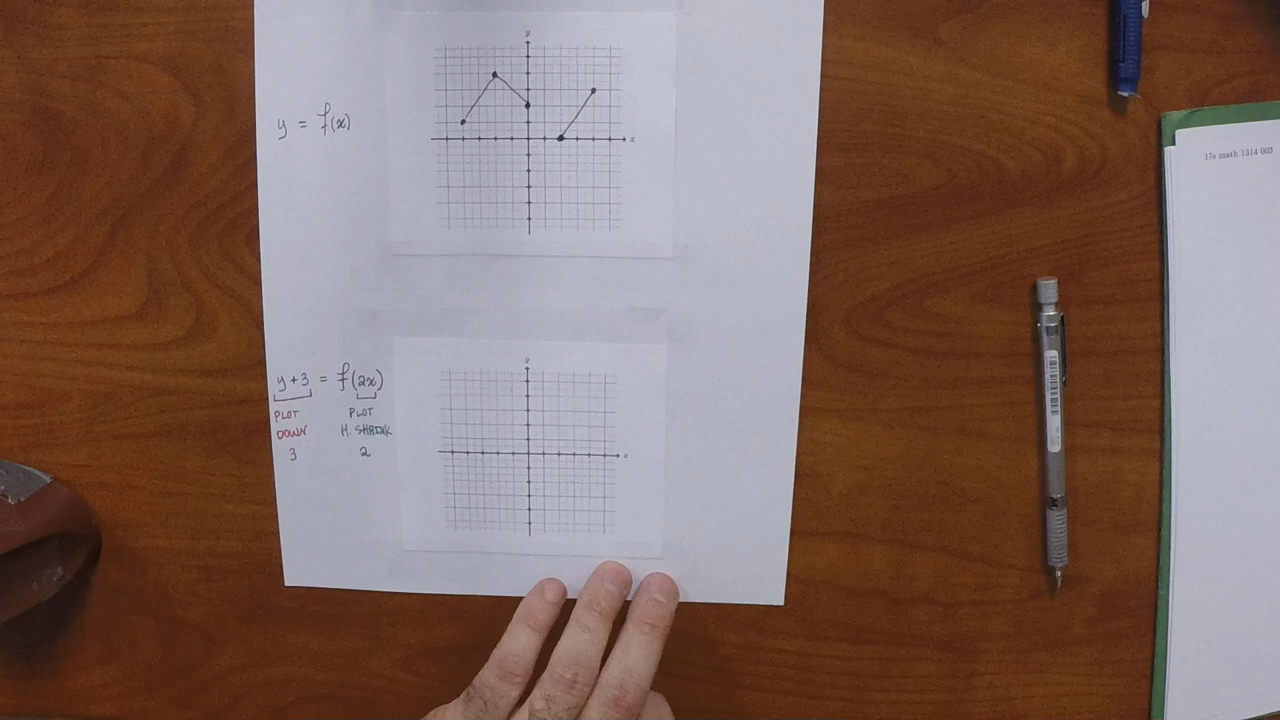 y
y = f(x)
x
17s math 1314 003
y
y+3 = f(2x)
PLOT PLOT
DOWN H. SHRINK
3 2
x